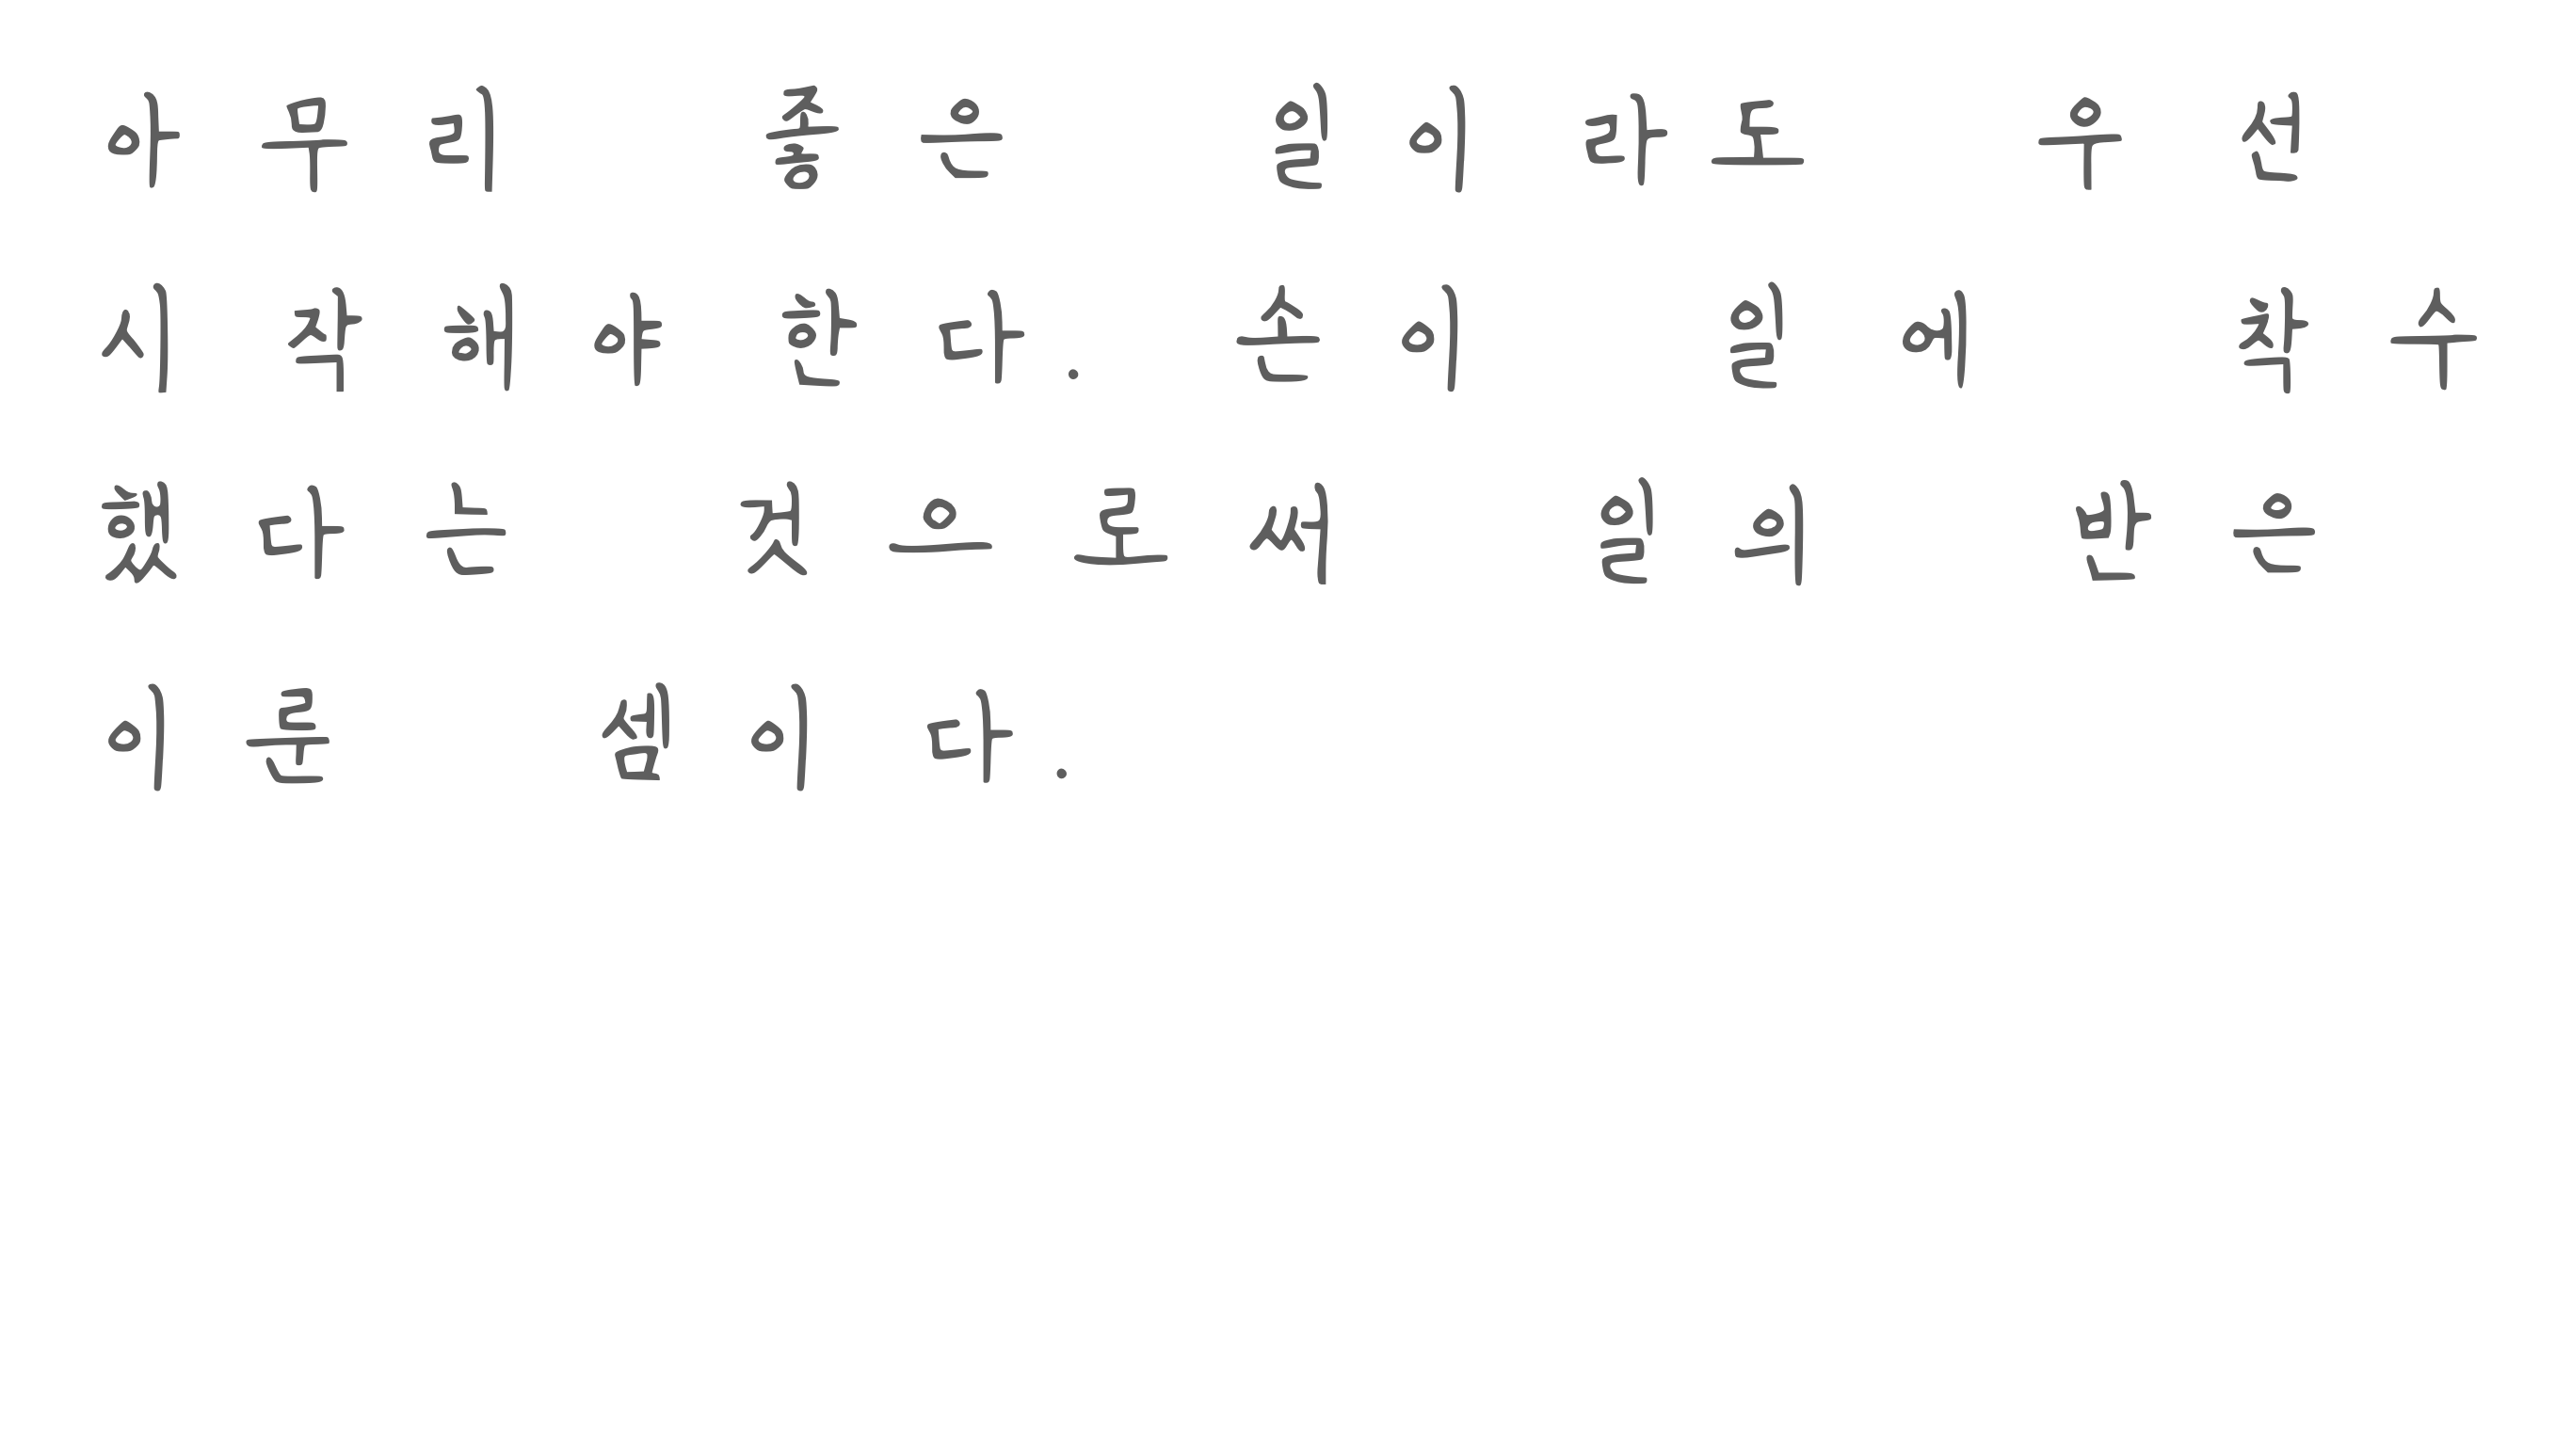 아무리 좋은 일이라도 우선
시작해야한다. 손이 일에 착수
했다는 것으로써 일의 반은
이룬 셈이다.